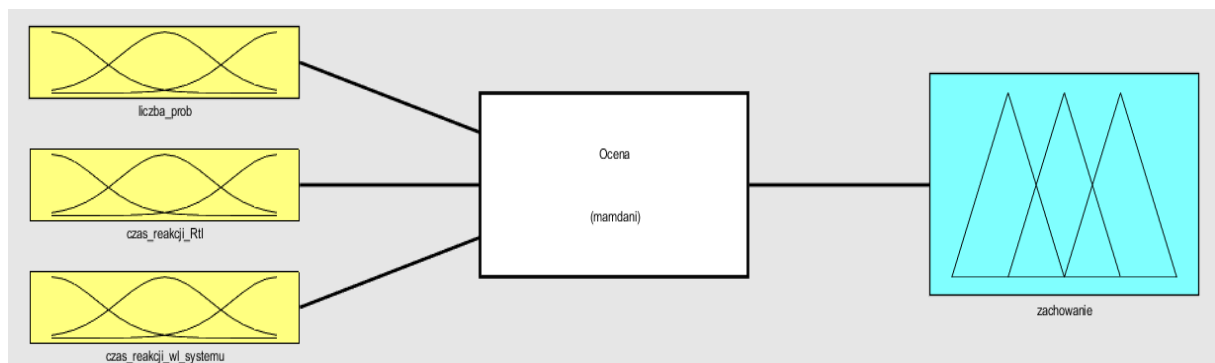 liczba_prob
czas_reakcji_Rtl
czas_reakcji_wl_systemu
Ocena
(mamdani)
zachowanie